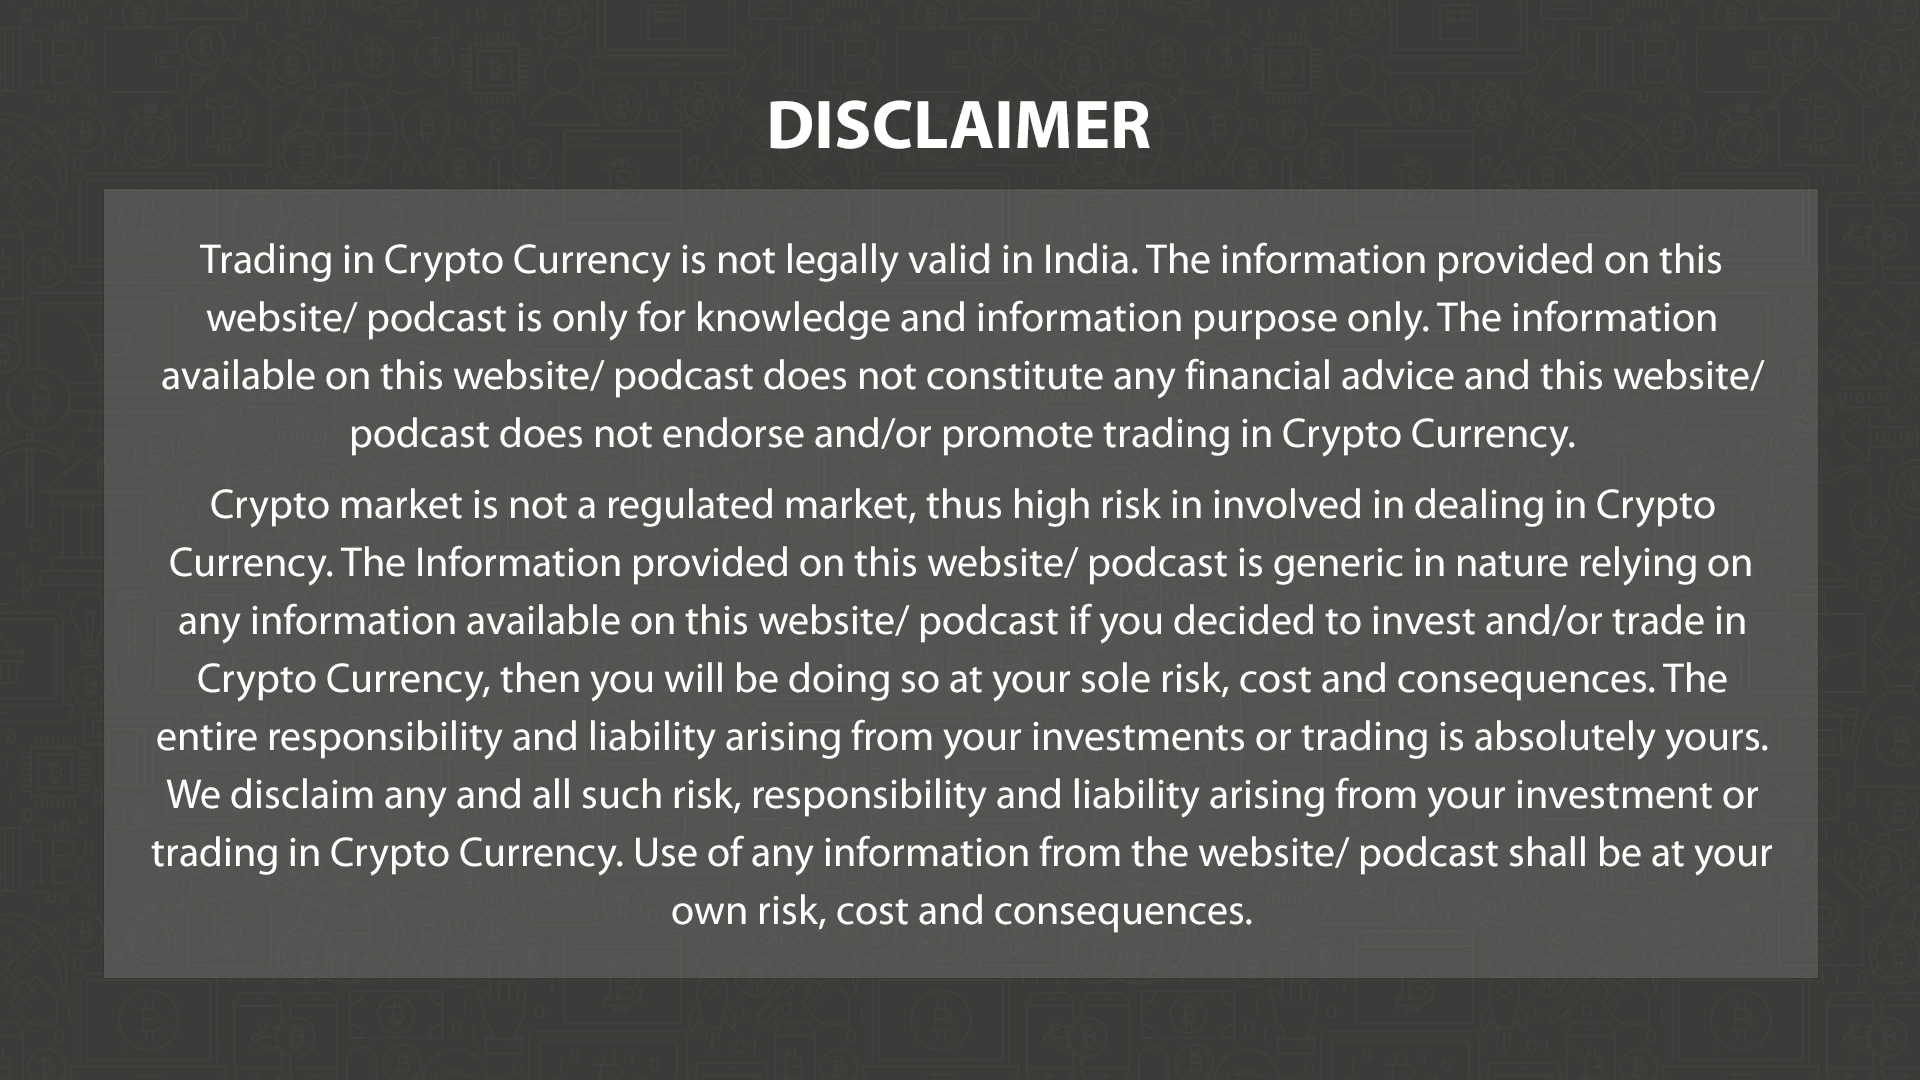 DISCLAIMER
Trading in Crypto Currency is not legally valid in India. The information provided on this
website/ podcast is only for knowledge and information purpose only. The information
available on this website/ podcast does not constitute any financial advice and this website/
podcast does not endorse and/or promote trading in Crypto Currency.
Crypto market is not a regulated market, thus high risk in involved in dealing in Crypto
Currency. The Information provided on this website/ podcast is generic in nature relying on
any information available on this website/ podcast if you decided to invest and/or trade in
Crypto Currency, then you will be doing so at your sole risk, cost and consequences. The
entire responsibility and liability arising from your investments or trading is absolutely yours.
We disclaim any and all such risk, responsibility and liability arising from your investment or
trading in Crypto Currency. Use of any information from the website/ podcast shall be at your
own risk, cost and consequences.